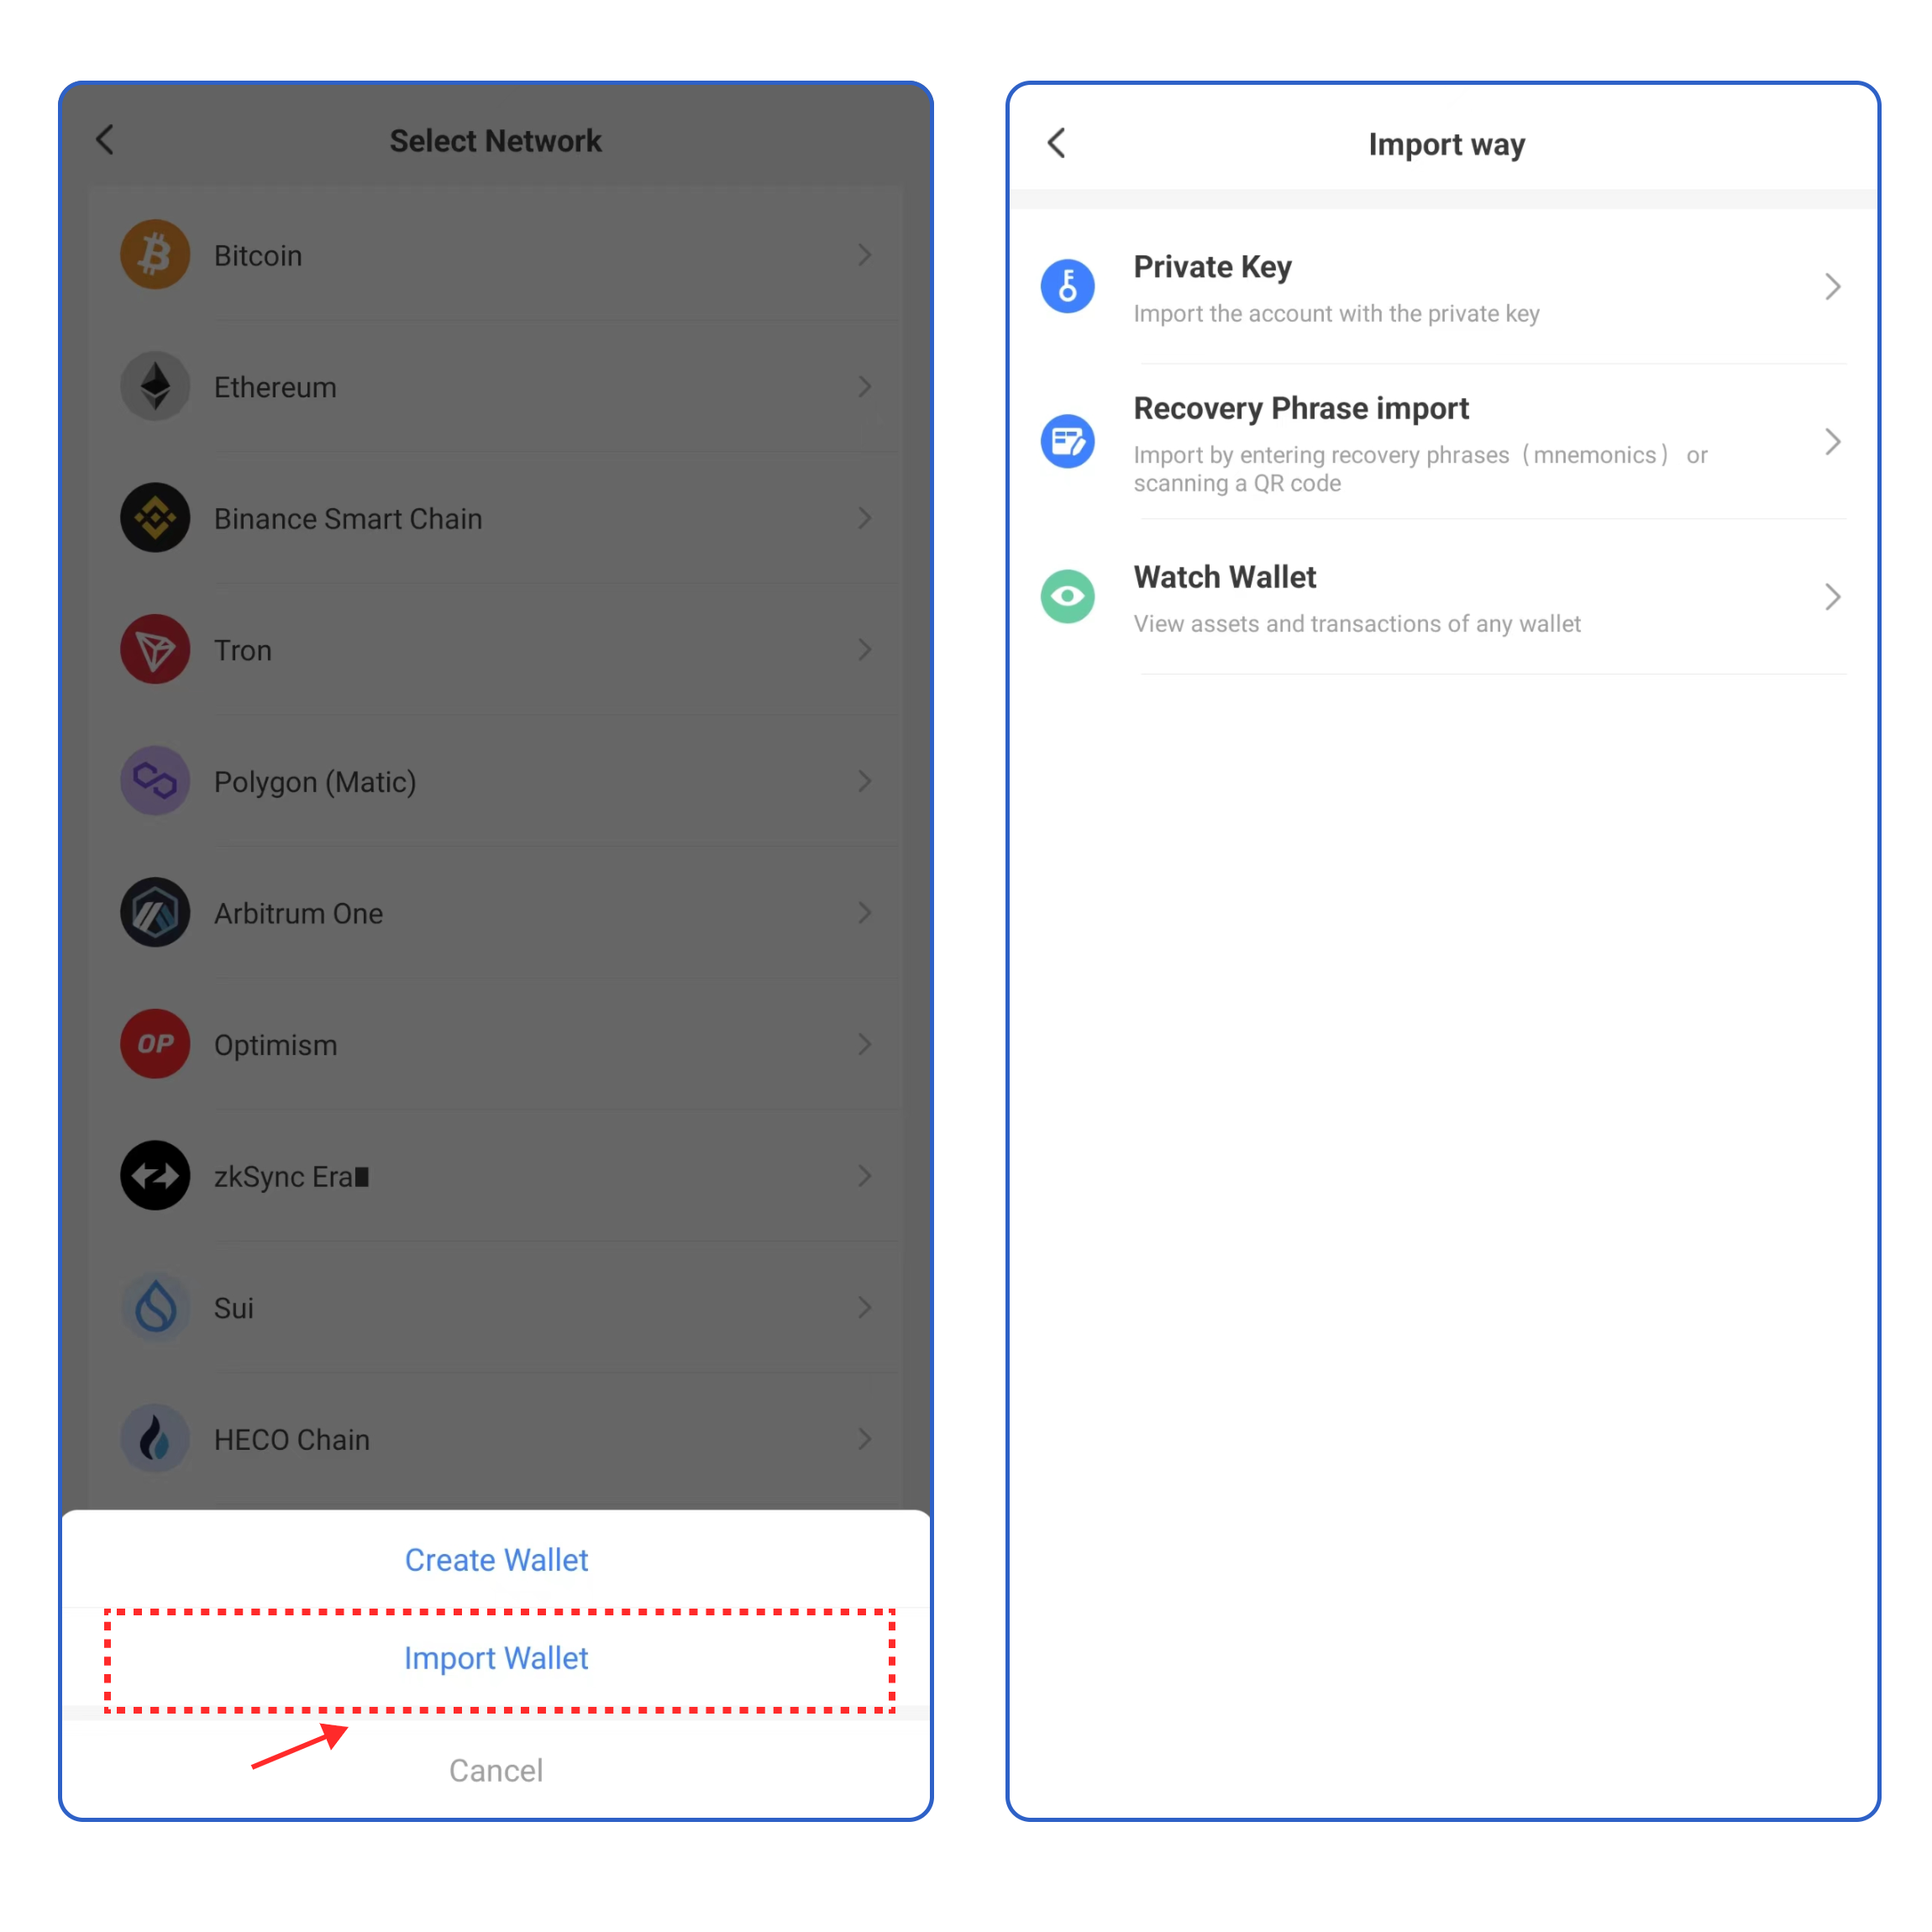 Select Network
Bitcoin
Ethereum
Binance Smart Chain
Tron
Polygon (Matic)
Arbitrum One
OP
Optimism
zkSync Era∎
Sui
HECO Chain
Create Wallet
Import Wallet
Cancel
Import way
Private Key
Import the account with the private key
Recovery Phrase import
Import by entering recovery phrases（mnemonics） or
scanning a QR code
Watch Wallet
View assets and transactions of any wallet